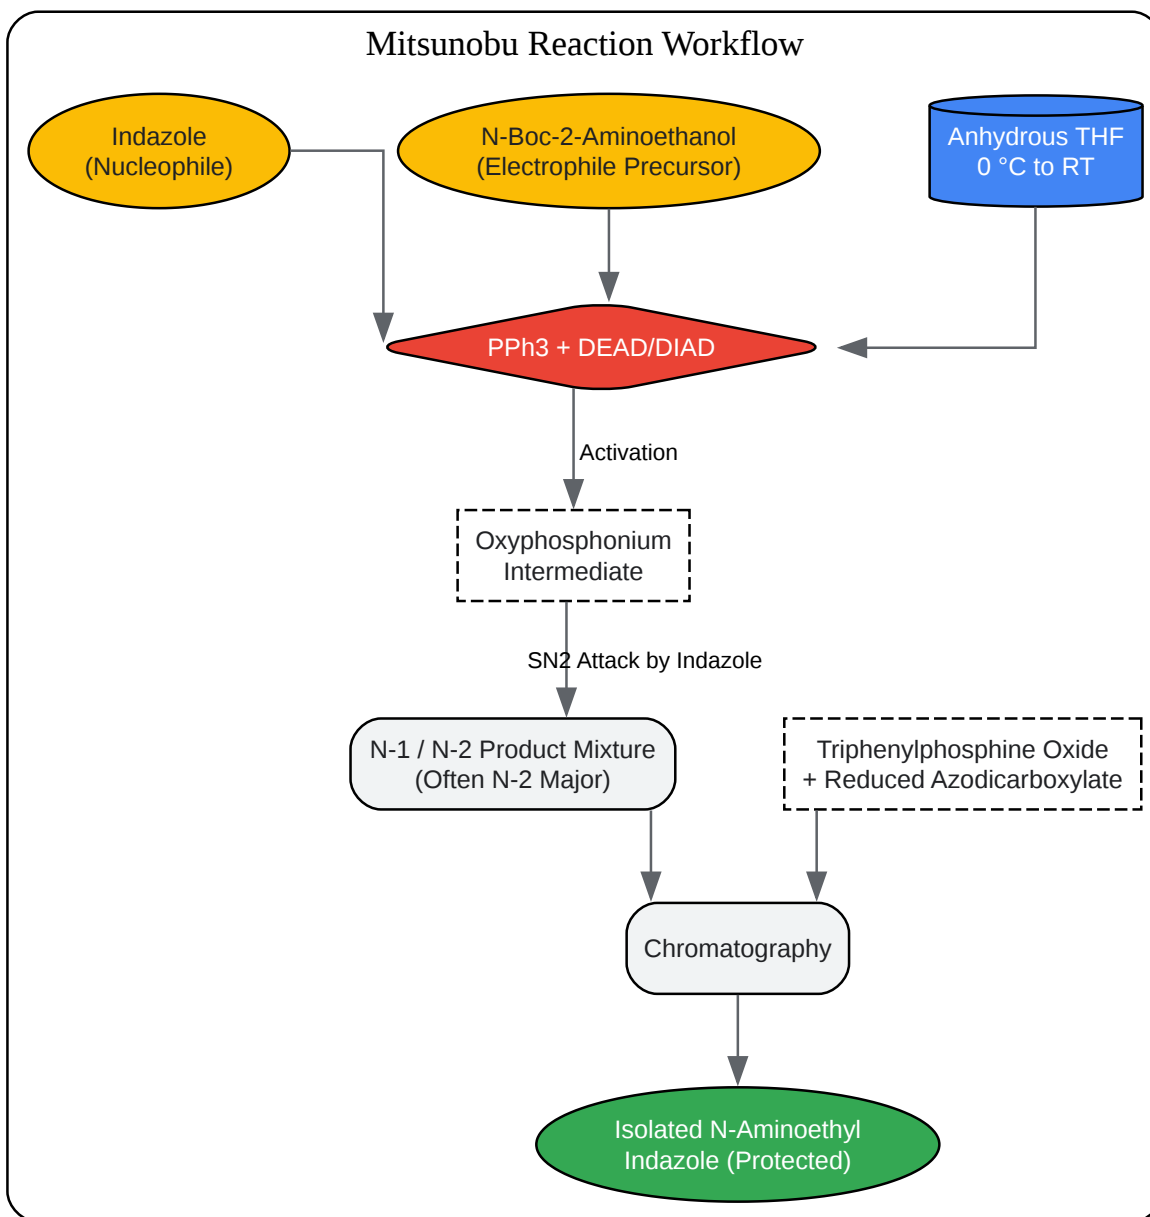 Mitsunobu Reaction Workflow
Indazole
(Nucleophile)
N-Boc-2-Aminoethanol
(Electrophile Precursor)
Anhydrous THF
0 °C to RT
PPh3 + DEAD/DIAD
Activation
Oxyphosphonium
Intermediate
SN2 Attack by Indazole
N-1 / N-2 Product Mixture
(Often N-2 Major)
Triphenylphosphine Oxide
+ Reduced Azodicarboxylate
Chromatography
Isolated N-Aminoethyl
Indazole (Protected)